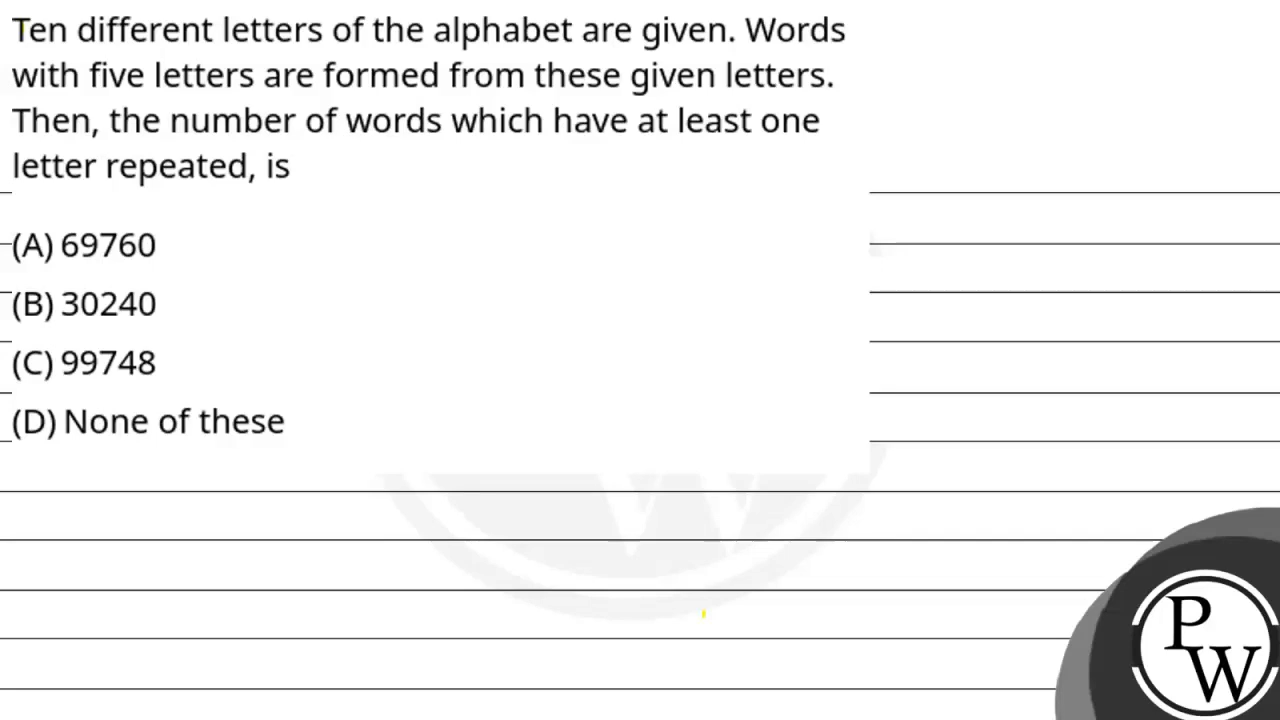 Ten different letters of the alphabet are given. Words
with five letters are formed from these given letters.
Then, the number of words which have at least one
letter repeated, is
(A) 69760
(B) 30240
(C) 99748
(D) None of these
P
W